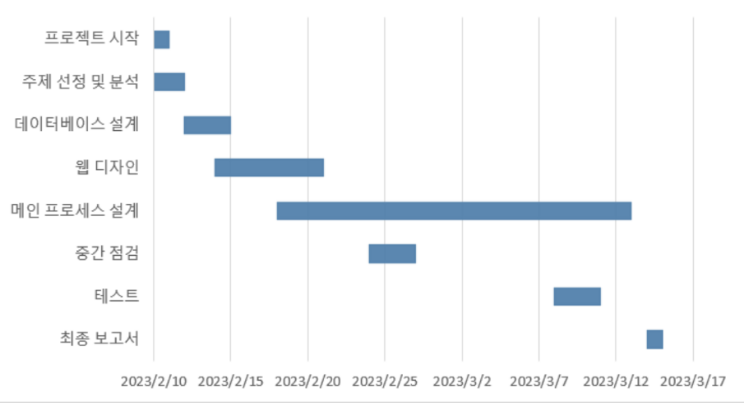 프로젝트 시작
주제 선정 및 분석
데이터베이스 설계
웹 디자인
메인 프로세스 설계
중간 점검
테스트
최종 보고서
2023/2/10 2023/2/15 2023/2/20 2023/2/25 2023/3/2 2023/3/7 2023/3/12 2023/3/17